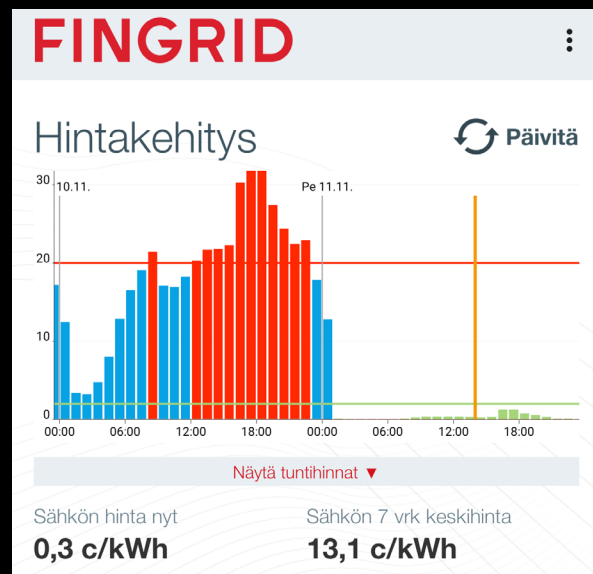 FINGRID
Hintakehitys
Päivitä
30
10.11.
Pe 11.11.
20
10
0
00:00 06:00 12:00 18:00 00:00 06:00 12:00 18:00
Näytä tuntihinnat ▼
Sähkön hinta nyt
0,3 c/kWh
Sähkön 7 vrk keskihinta
13,1 c/kWh